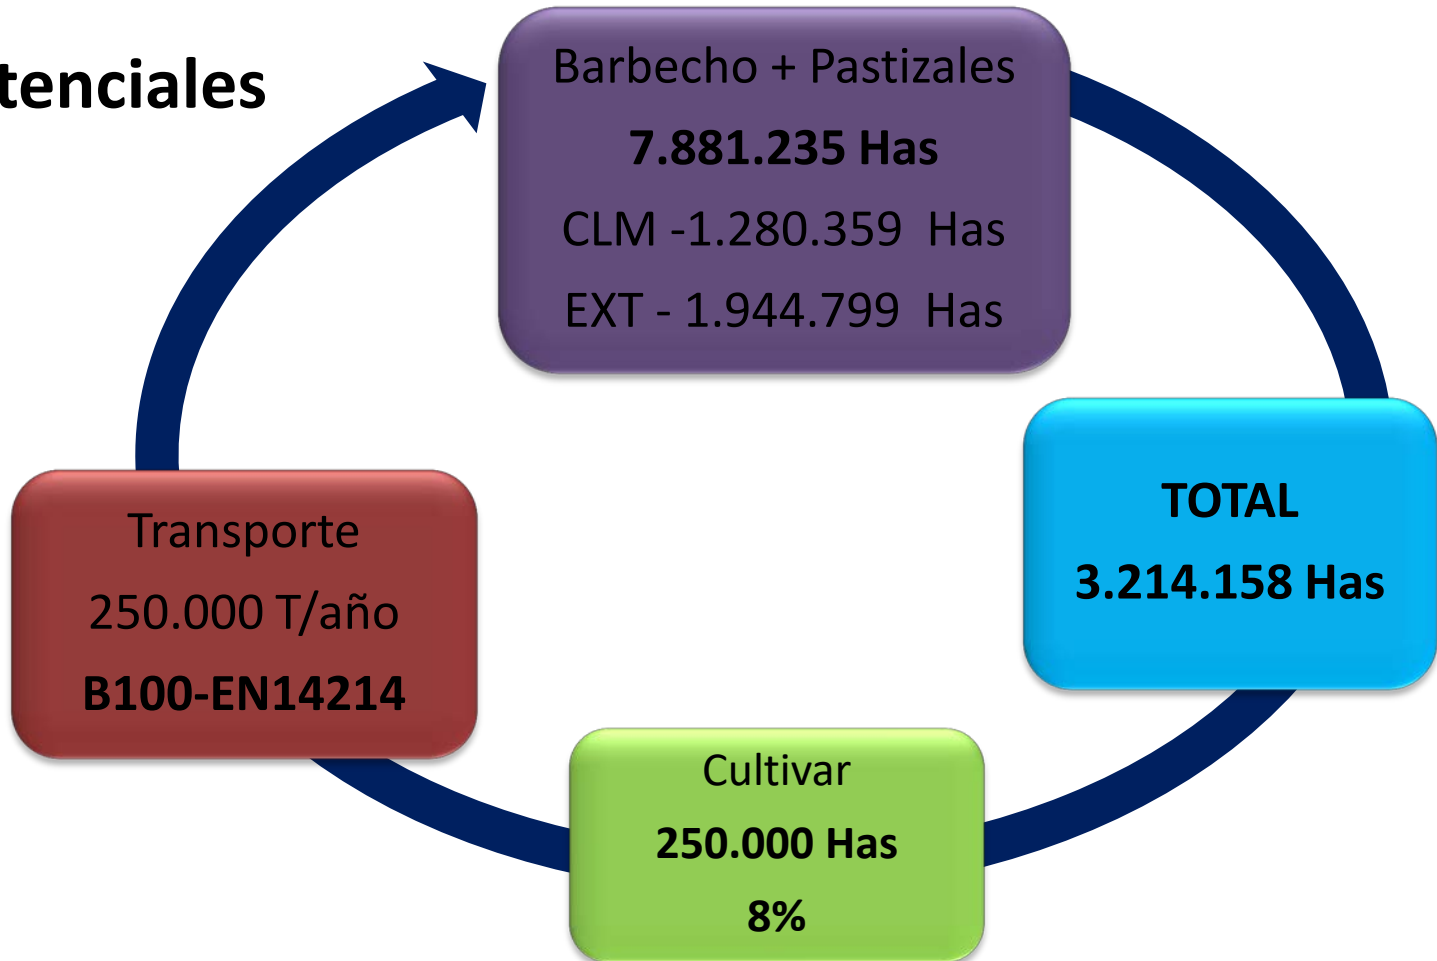 tenciales
Barbecho + Pastizales
7.881.235 Has
CLM -1.280.359 Has
EXT - 1.944.799 Has
TOTAL
3.214.158 Has
Transporte
250.000 T/año
B100-EN14214
Cultivar
250.000 Has
8%